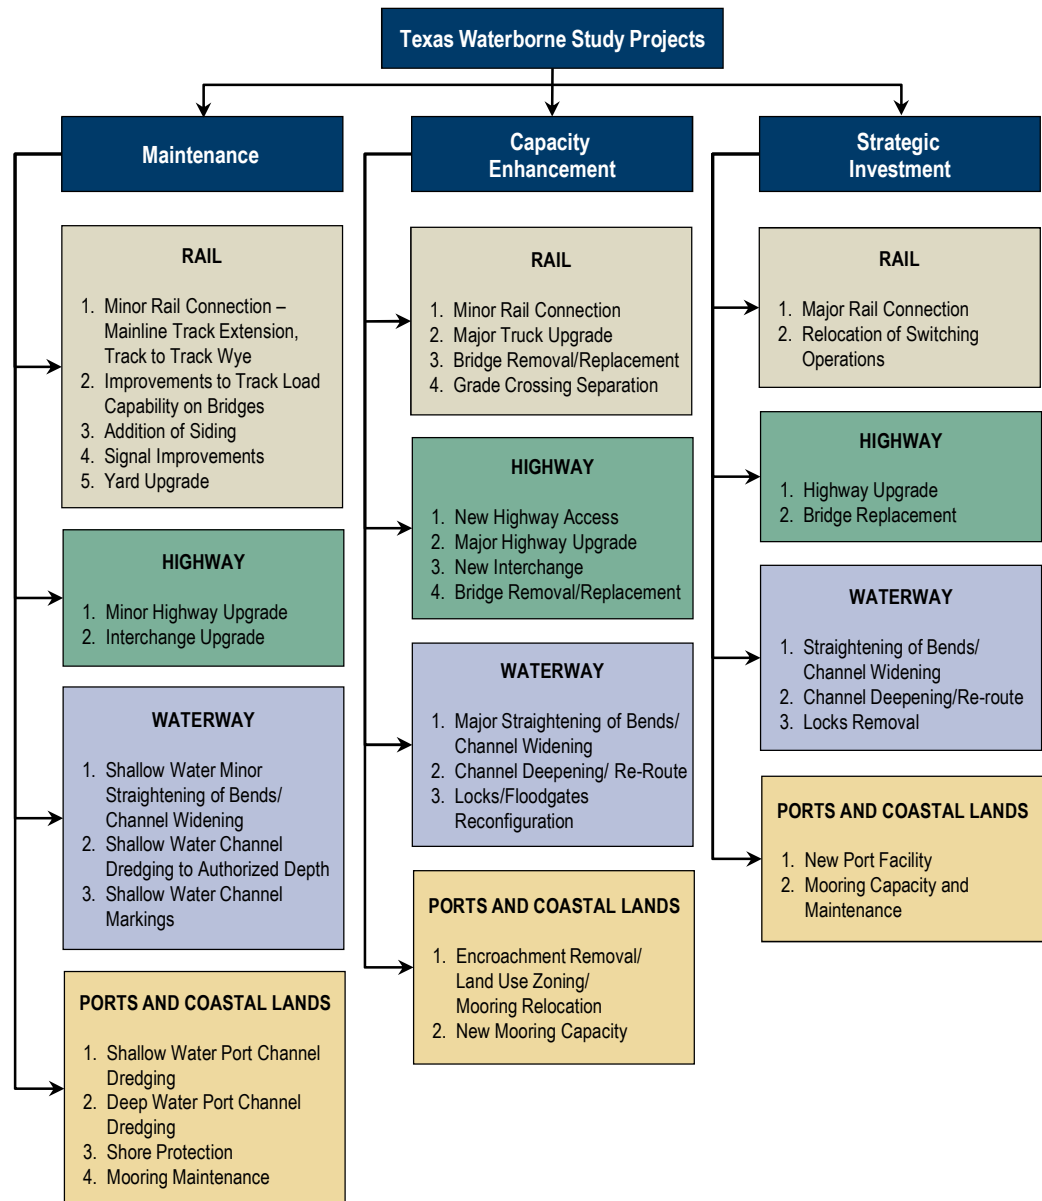 Texas Waterborne Study Projects
Maintenance
RAIL
1. Minor Rail Connection –
Mainline Track Extension,
Track to Track Wye
2. Improvements to Track Load
Capability on Bridges
3. Addition of Siding
4. Signal Improvements
5. Yard Upgrade
HIGHWAY
1. Minor Highway Upgrade
2. Interchange Upgrade
WATERWAY
1. Shallow Water Minor
Straightening of Bends/
Channel Widening
2. Shallow Water Channel
Dredging to Authorized Depth
3. Shallow Water Channel
Markings
PORTS AND COASTAL LANDS
1. Shallow Water Port Channel
Dredging
2. Deep Water Port Channel
Dredging
3. Shore Protection
4. Mooring Maintenance
Capacity
Enhancement
RAIL
1. Minor Rail Connection
2. Major Truck Upgrade
3. Bridge Removal/Replacement
4. Grade Crossing Separation
HIGHWAY
1. New Highway Access
2. Major Highway Upgrade
3. New Interchange
4. Bridge Removal/Replacement
WATERWAY
1. Major Straightening of Bends/
Channel Widening
2. Channel Deepening/ Re-Route
3. Locks/Floodgates
Reconfiguration
PORTS AND COASTAL LANDS
1. Encroachment Removal/
Land Use Zoning/
Mooring Relocation
2. New Mooring Capacity
Strategic
Investment
RAIL
1. Major Rail Connection
2. Relocation of Switching
Operations
HIGHWAY
1. Highway Upgrade
2. Bridge Replacement
WATERWAY
1. Straightening of Bends/
Channel Widening
2. Channel Deepening/Re-route
3. Locks Removal
PORTS AND COASTAL LANDS
1. New Port Facility
2. Mooring Capacity and
Maintenance